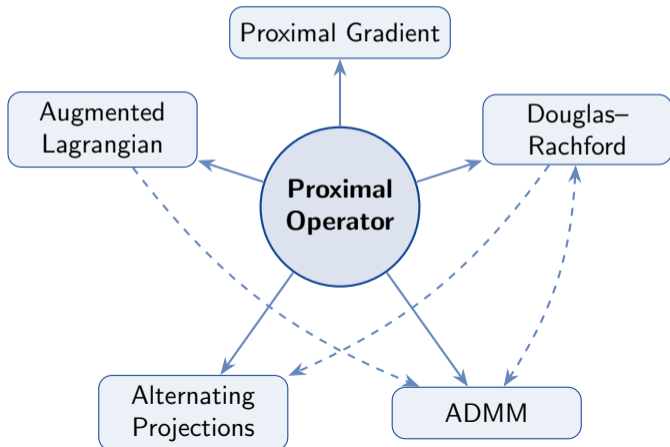 Proximal Gradient
Augmented
Lagrangian
Douglas–
Rachford
Proximal
Operator
Alternating
Projections
ADMM